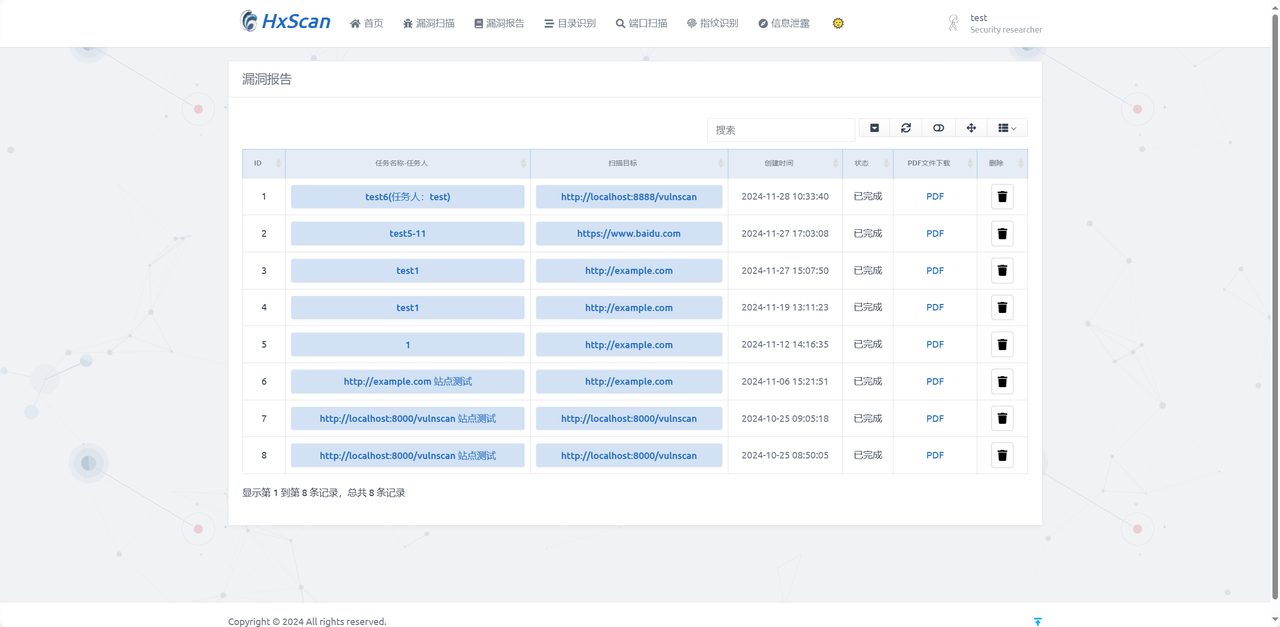 HxScan 首页 漏洞扫描 漏洞报告 目录识别 端口扫描 指纹识别 信息泄露 test
Security researcher
漏洞报告
搜索
ID 任务名称-任务人 扫描目标 创建时间 状态 PDF文件下载 删除
1 test6(任务人：test) http://localhost:8888/vulnscan 2024-11-28 10:33:40 已完成 PDF
2 test5-11 https://www.baidu.com 2024-11-27 17:03:08 已完成 PDF
3 test1 http://example.com 2024-11-27 15:07:50 已完成 PDF
4 test1 http://example.com 2024-11-19 13:11:23 已完成 PDF
5 1 http://example.com 2024-11-12 14:16:35 已完成 PDF
6 http://example.com 站点测试 http://example.com 2024-11-06 15:21:51 已完成 PDF
7 http://localhost:8000/vulnscan 站点测试 http://localhost:8000/vulnscan 2024-10-25 09:05:18 已完成 PDF
8 http://localhost:8000/vulnscan 站点测试 http://localhost:8000/vulnscan 2024-10-25 08:50:05 已完成 PDF
显示第 1 到第 8 条记录，总共 8 条记录
Copyright © 2024 All rights reserved.